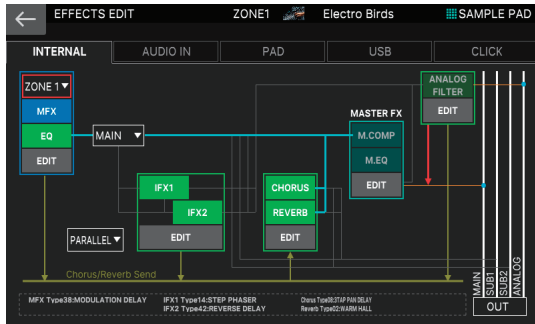 EFFECTS EDIT ZONE1 Electro Birds SAMPLE PAD
INTERNAL AUDIO IN PAD USB CLICK
ZONE 1
MFX
EQ
EDIT
MAIN
IFX1
IFX2
EDIT
PARALLEL
CHORUS
REVERB
EDIT
MASTER FX
M.COMP
M.EQ
EDIT
ANALOG
FILTER
EDIT
Chorus/Reverb Send
MAIN
SUB1
SUB2
ANALOG
OUT
MFX Type38:MODULATION DELAY IFX1 Type14:STEP PHASER Chorus Type08:3TAP PAN DELAY
IFX2 Type42:REVERSE DELAY Reverb Type02:WARM HALL